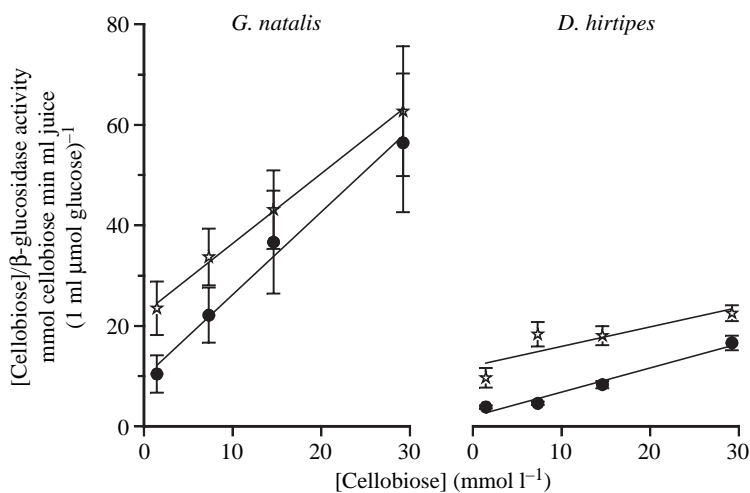 G. natalis
D. hirtipes
[Cellobiose]/β-glucosidase activity
mmol cellobiose min ml juice
(1 ml μmol glucose)⁻¹
80
60
40
20
0
0 10 20 30
0 10 20 30
[Cellobiose] (mmol l⁻¹)